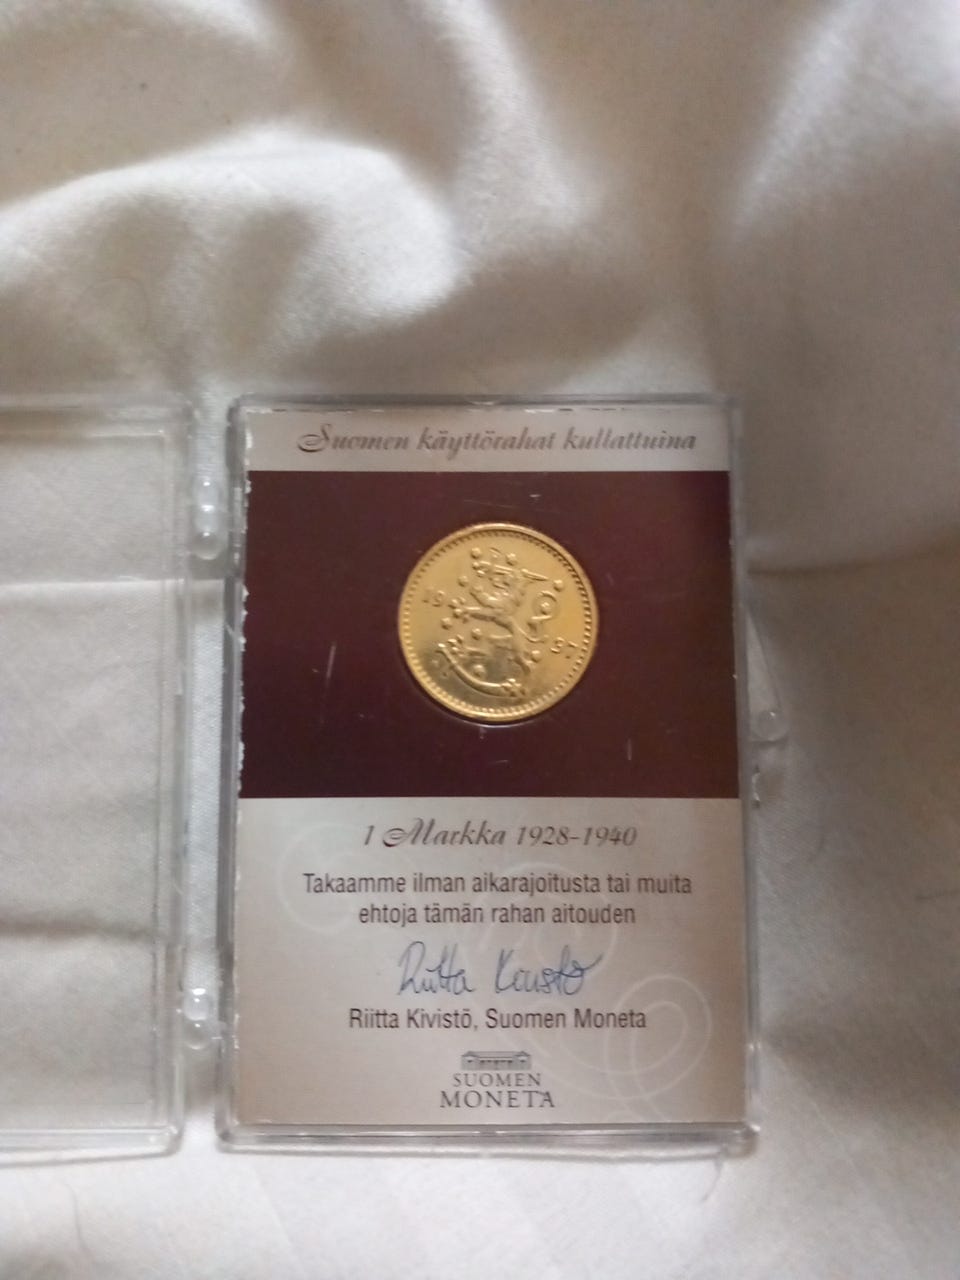 Suomen käyttörahat kullattuina
19
1 Markka 1928-1940
Takaamme ilman aikarajoitusta tai muita
ehtoja tämän rahan aitouden
Riitta Kivistö
Riitta Kivistö, Suomen Moneta
SUOMEN
MONETA